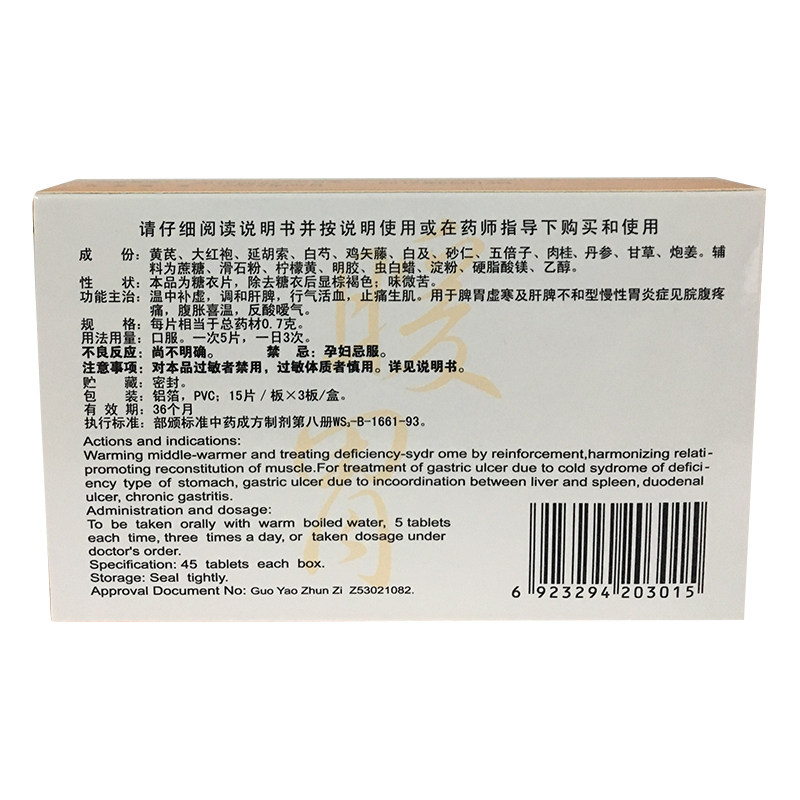 请仔细阅读说明书并按说明使用或在药师指导下购买和使用
成 份：黄芪、大红袍、延胡索、白芍、鸡矢藤、白及、砂仁、五倍子、肉桂、丹参、甘草、炮姜。辅
料为蔗糖、滑石粉、柠檬黄、明胶、虫白蜡、淀粉、硬脂酸镁、乙醇。
性 状：本品为糖衣片，除去糖衣后显棕褐色；味微苦。
功能主治：温中补虚，调和肝脾，行气活血，止痛生肌。用于脾胃虚寒及肝脾不和型慢性胃炎症见脘腹疼
痛，腹胀喜温，反酸嗳气。
规 格：每片相当于总药材0.7克。
用法用量：口服。一次5片，一日3次。
不良反应：尚不明确。 禁 忌：孕妇忌服。
注意事项：对本品过敏者禁用，过敏体质者慎用。详见说明书。
贮 藏：密封。
包 装：铝箔，PVC；15片/板×3板/盒。
有 效 期：36个月
执行标准：部颁标准中药成方制剂第八册WS₃-B-1661-93。
Actions and indications:
Warming middle-warmer and treating deficiency-sydr ome by reinforcement,harmonizing relati-
promoting reconstitution of muscle.For treatment of gastric ulcer due to cold sydrome of defici-
ency type of stomach, gastric ulcer due to incoordination between liver and spleen, duodenal
ulcer, chronic gastritis.
Administration and dosage:
To be taken orally with warm boiled water, 5 tablets
each time, three times a day, or taken dosage under
doctor's order.
Specification: 45 tablets each box.
Storage: Seal tightly.
Approval Document No: Guo Yao Zhun Zi Z53021082.
6 923294 203015
暖胃